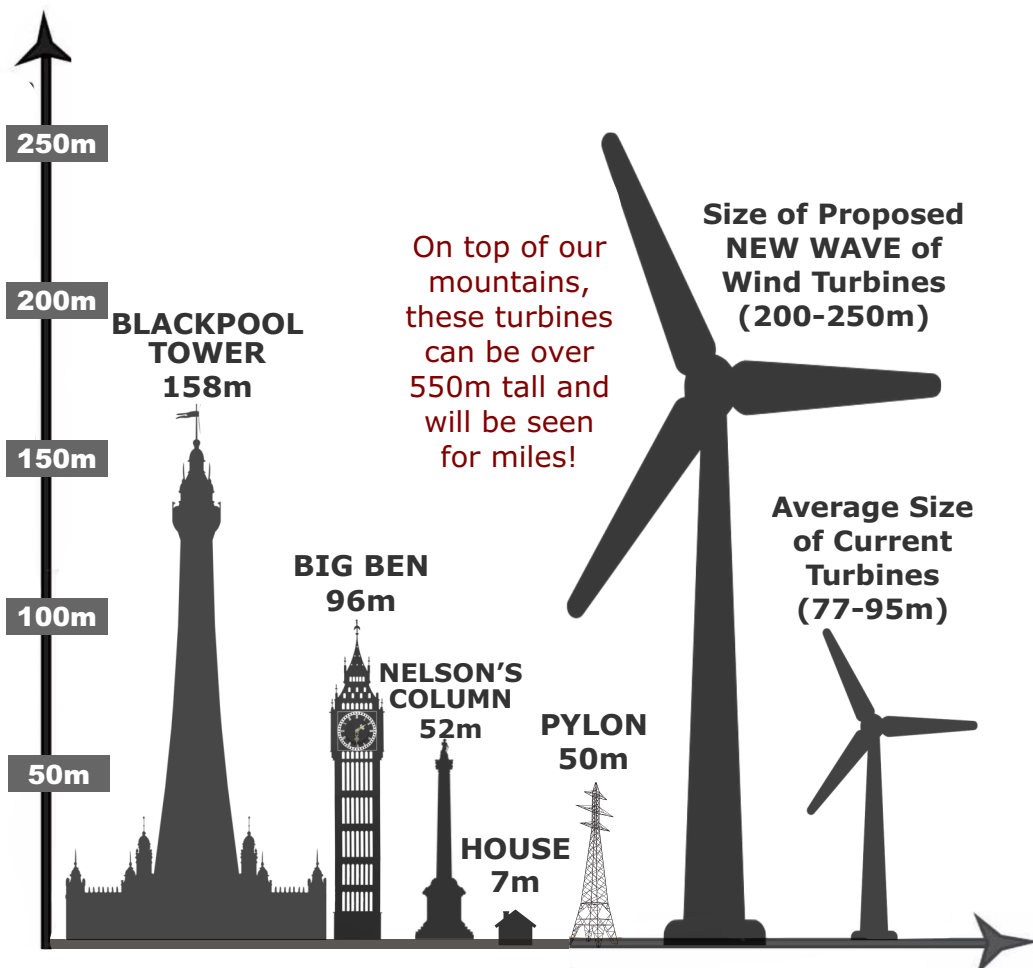 250m
200m
150m
100m
50m
BLACKPOOL
TOWER
158m
BIG BEN
96m
NELSON'S
COLUMN
52m
HOUSE
7m
PYLON
50m
On top of our
mountains,
these turbines
can be over
550m tall and
will be seen
for miles!
Size of Proposed
NEW WAVE of
Wind Turbines
(200-250m)
Average Size
of Current
Turbines
(77-95m)